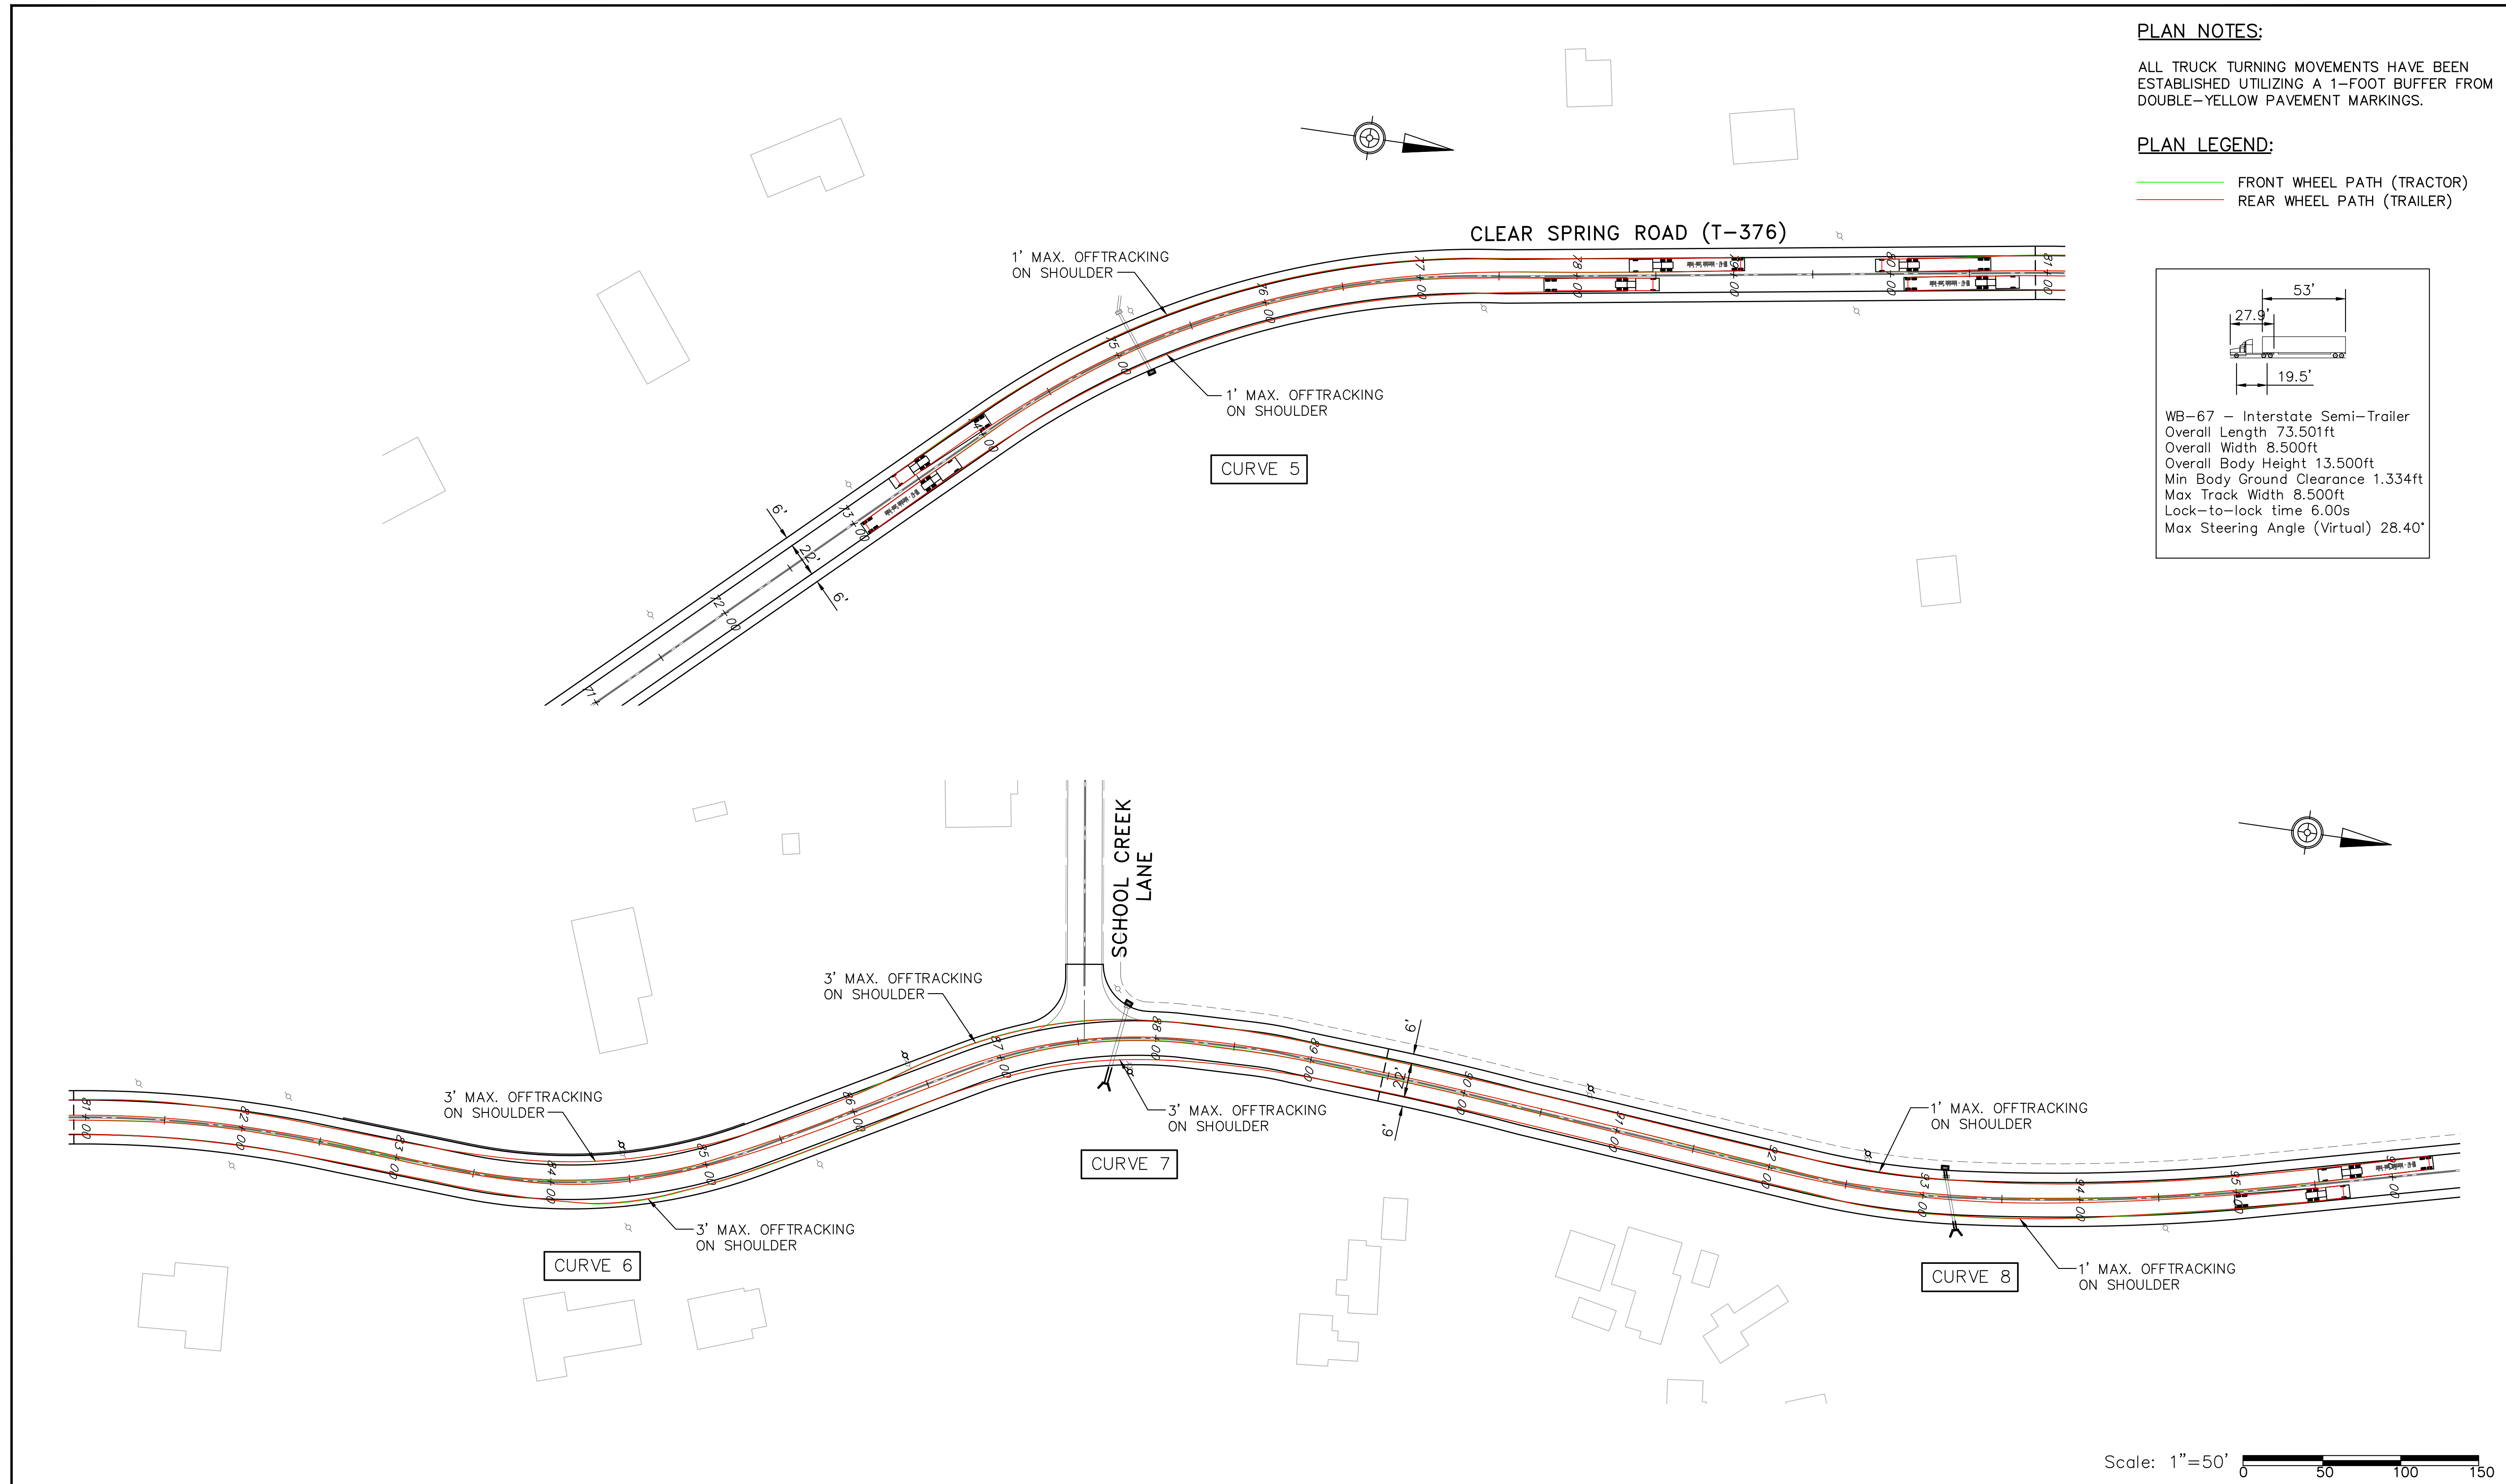 PLAN NOTES:
ALL TRUCK TURNING MOVEMENTS HAVE BEEN
ESTABLISHED UTILIZING A 1-FOOT BUFFER FROM
DOUBLE-YELLOW PAVEMENT MARKINGS.
PLAN LEGEND:
FRONT WHEEL PATH (TRACTOR)
REAR WHEEL PATH (TRAILER)
CLEAR SPRING ROAD (T-376)
1' MAX. OFFTRACKING
ON SHOULDER
1' MAX. OFFTRACKING
ON SHOULDER
CURVE 5
71
72+00
73+00
74+00
75+00
76+00
77+00
78+00
79+00
80+00
81+00
6'
22'
6'
53'
27.9'
19.5'
WB-67 - Interstate Semi-Trailer
Overall Length 73.501ft
Overall Width 8.500ft
Overall Body Height 13.500ft
Min Body Ground Clearance 1.334ft
Max Track Width 8.500ft
Lock-to-lock time 6.00s
Max Steering Angle (Virtual) 28.40°
SCHOOL CREEK
LANE
3' MAX. OFFTRACKING
ON SHOULDER
3' MAX. OFFTRACKING
ON SHOULDER
3' MAX. OFFTRACKING
ON SHOULDER
3' MAX. OFFTRACKING
ON SHOULDER
1' MAX. OFFTRACKING
ON SHOULDER
1' MAX. OFFTRACKING
ON SHOULDER
CURVE 6
CURVE 7
CURVE 8
81+00
82+00
83+00
84+00
85+00
86+00
87+00
88+00
89+00
90+00
91+00
92+00
93+00
94+00
95+00
96+00
6'
22'
6'
Scale: 1"=50'
0 50 100 150